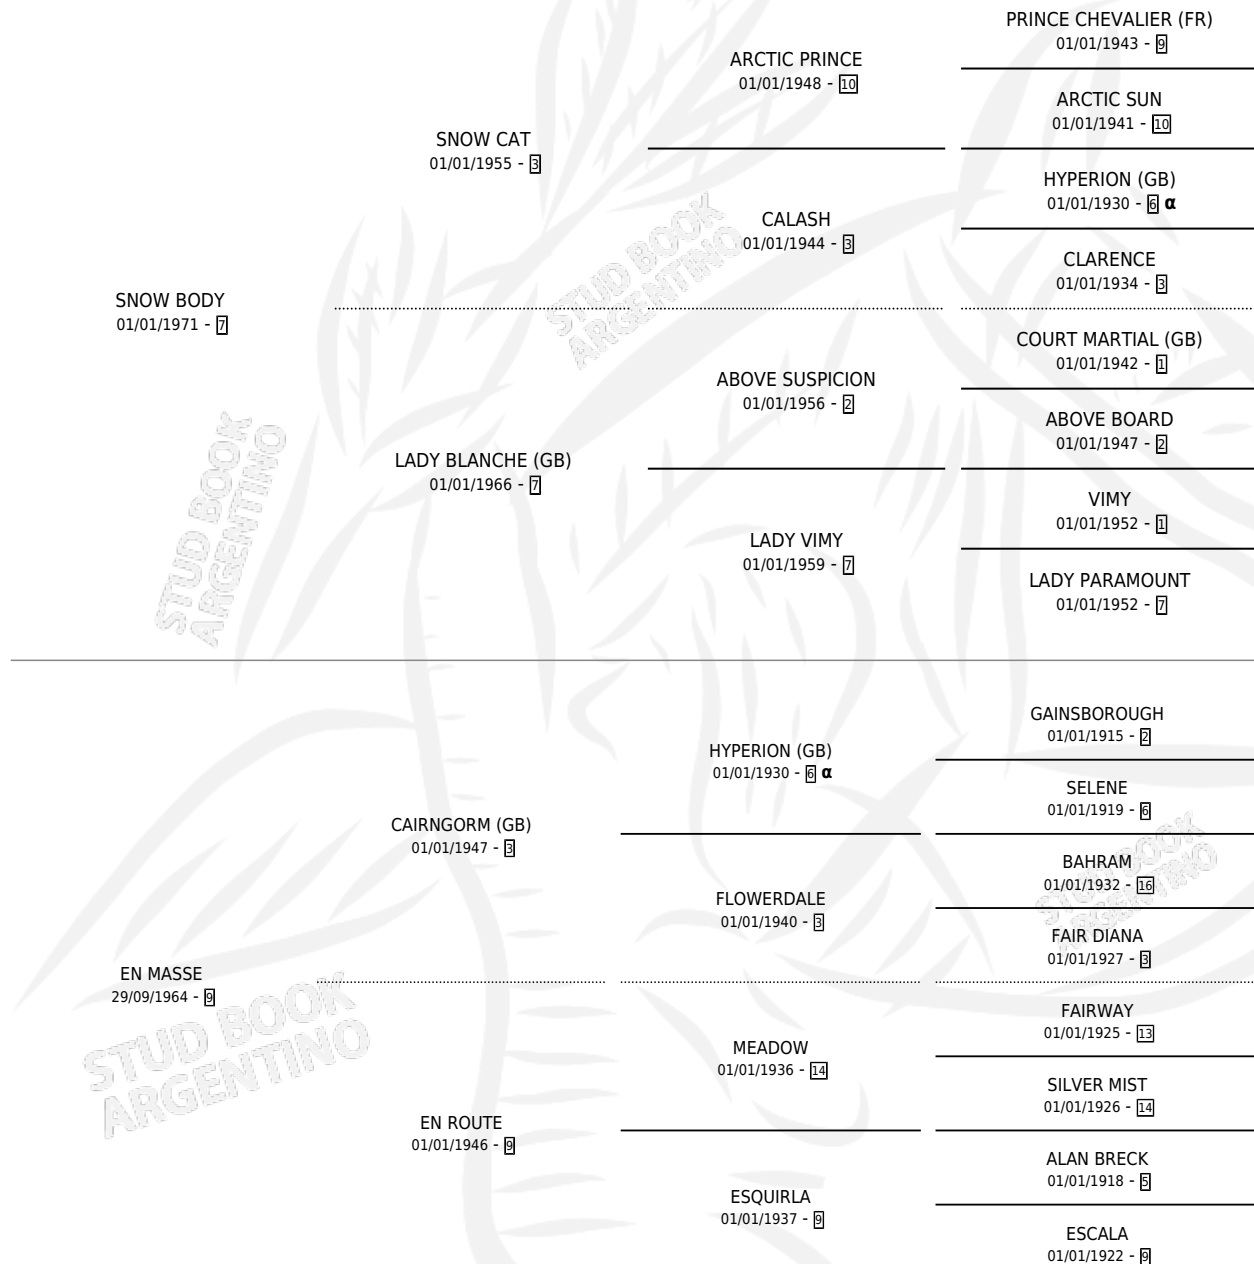 PRINCE CHEVALIER (FR)
01/01/1943 - 9
ARCTIC PRINCE
01/01/1948 - 10
ARCTIC SUN
01/01/1941 - 10
SNOW CAT
01/01/1955 - 3
HYPERION (GB)
01/01/1930 - 6 α
CALASH
01/01/1944 - 3
CLARENCE
01/01/1934 - 3
SNOW BODY
01/01/1971 - 7
STUD BOOK
ARGENTINO
COURT MARTIAL (GB)
01/01/1942 - 1
ABOVE SUSPICION
01/01/1956 - 2
ABOVE BOARD
01/01/1947 - 2
LADY BLANCHE (GB)
01/01/1966 - 7
VIMY
01/01/1952 - 1
LADY VIMY
01/01/1959 - 7
LADY PARAMOUNT
01/01/1952 - 7
STUD BOOK
ARGENTINO
GAINSBOROUGH
01/01/1915 - 2
HYPERION (GB)
01/01/1930 - 6 α
SELENE
01/01/1919 - 6
CAIRNGORM (GB)
01/01/1947 - 3
BAHRAM
01/01/1932 - 16
FLOWERDALE
01/01/1940 - 3
FAIR DIANA
01/01/1927 - 3
STUD BOOK
ARGENTINO
EN MASSE
29/09/1964 - 9
FAIRWAY
01/01/1925 - 13
MEADOW
01/01/1936 - 14
SILVER MIST
01/01/1926 - 14
EN ROUTE
01/01/1946 - 9
ALAN BRECK
01/01/1918 - 5
ESQUIRLA
01/01/1937 - 9
ESCALA
01/01/1922 - 9
STUD BOOK
ARGENTINO